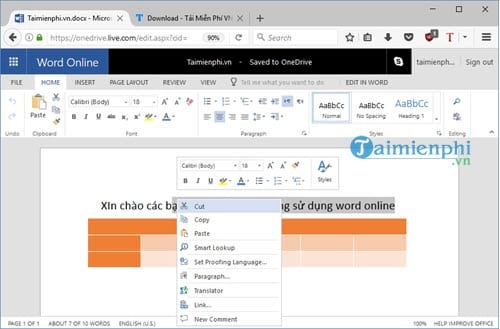 Taimienphi.vn.docx - Micros
Download - Tải Miễn Phí VN
https://onedrive.live.com/edit.aspx?cid=
90%
Word Online
Taimienphi.vn - Saved to OneDrive
taimienphi...
Sign out
FILE HOME INSERT PAGE LAYOUT REVIEW VIEW Tell me what you want to do EDIT IN WORD
Calibri (Body) 18
AaBbCc AaBbCc AaBbCc
Normal No Spacing Heading 1
Editing
Undo Clipboard Font Paragraph Styles Editing
Taimienphi
.vn
Calibri (Body) 18
Styles
XIn chào các bạ
ng sử dụng word online
Cut
Copy
Paste
Smart Lookup
Set Proofing Language...
Paragraph...
Translator
Link...
New Comment
PAGE 1 OF 1 ABOUT 7 OF 10 WORDS ENGLISH (U.S.) 100% HELP IMPROVE OFFICE